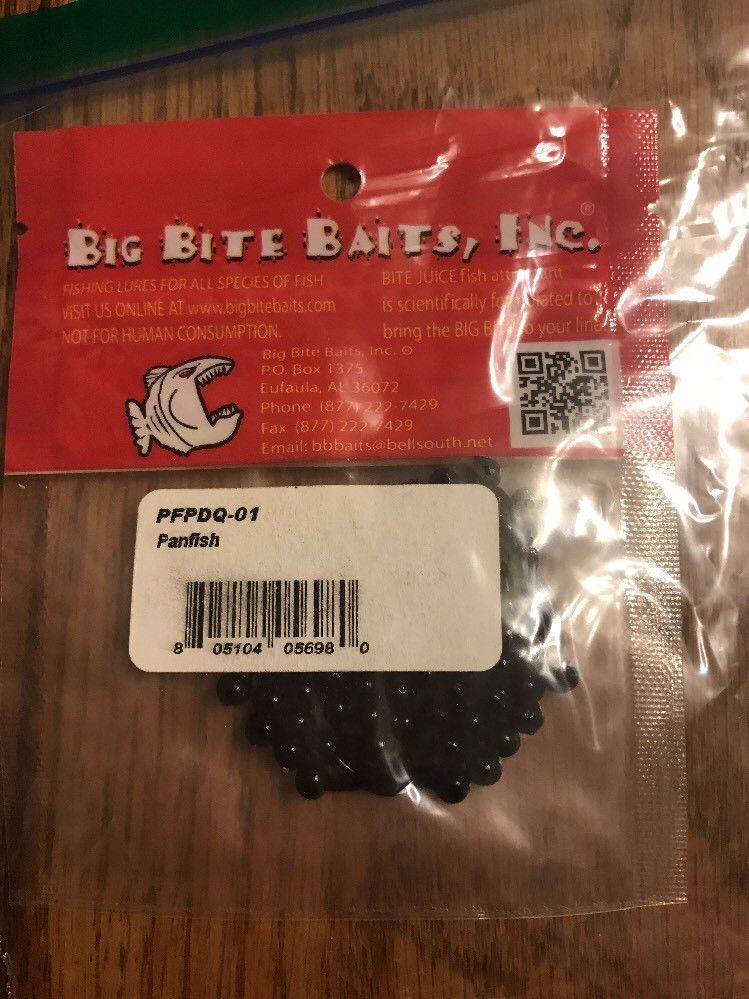 BIG BITE BAITS, INC.®
FISHING LURES FOR ALL SPECIES OF FISH
VISIT US ONLINE AT www.bigbitebaits.com
NOT FOR HUMAN CONSUMPTION.
BITE JUICE fish
is scientifically to
bring the BIG your line
Big Bite Baits, Inc. ©
P.O. Box 1375
Eufaula, AL 36072
Phone (877) 222-7429
Fax (877) 222-7429
Email: bbbaits@bellsouth.net
PFPDQ-01
Panfish
8 05104 05698 0